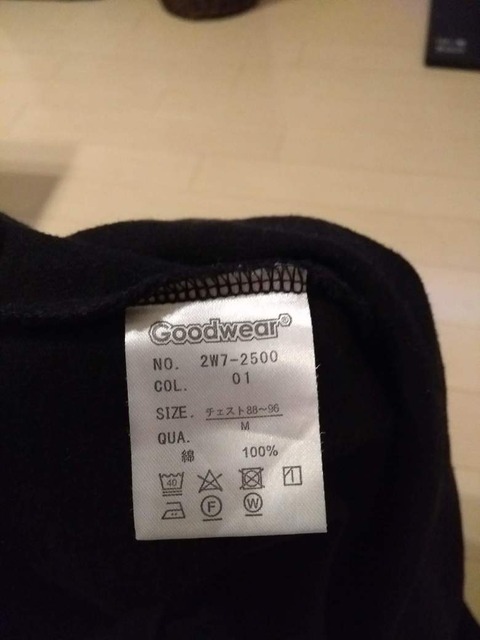 Goodwear®
NO. 2W7-2500
COL. 01
SIZE. チェスト88~96
M
QUA.
綿 100%
40
F W